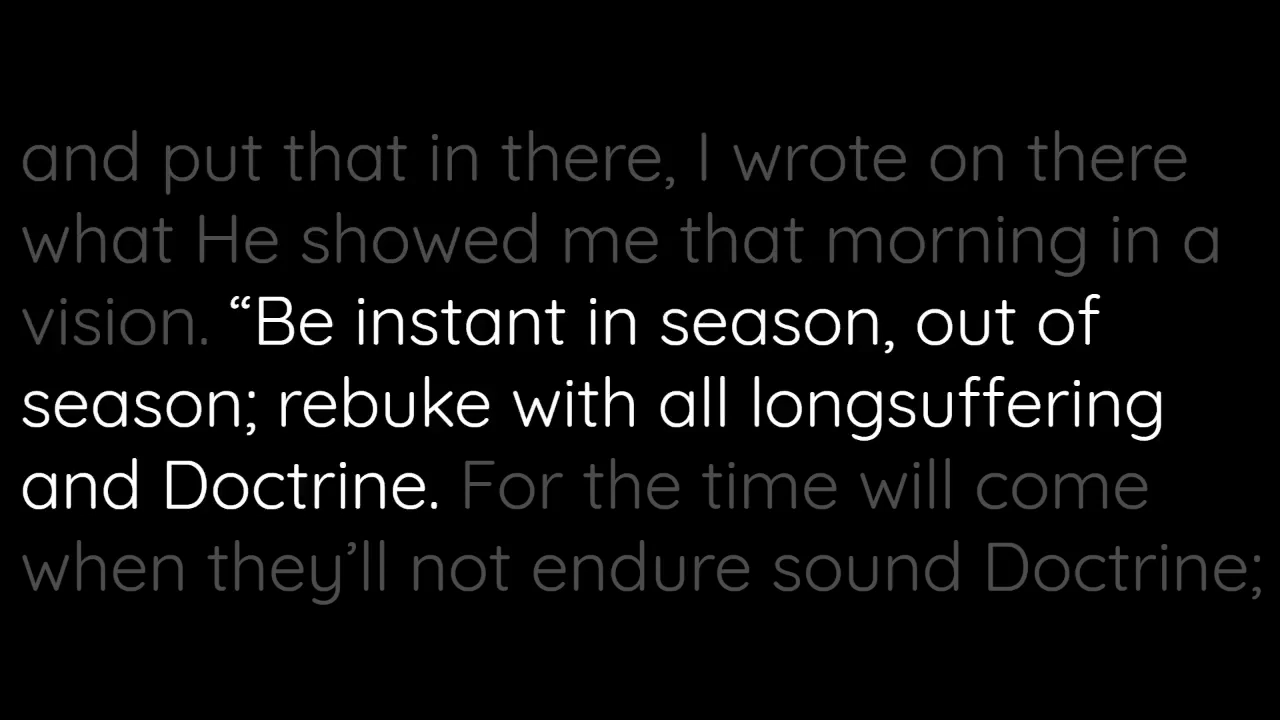 and put that in there, I wrote on there
what He showed me that morning in a
vision. “Be instant in season, out of
season; rebuke with all longsuffering
and Doctrine. For the time will come
when they’ll not endure sound Doctrine;